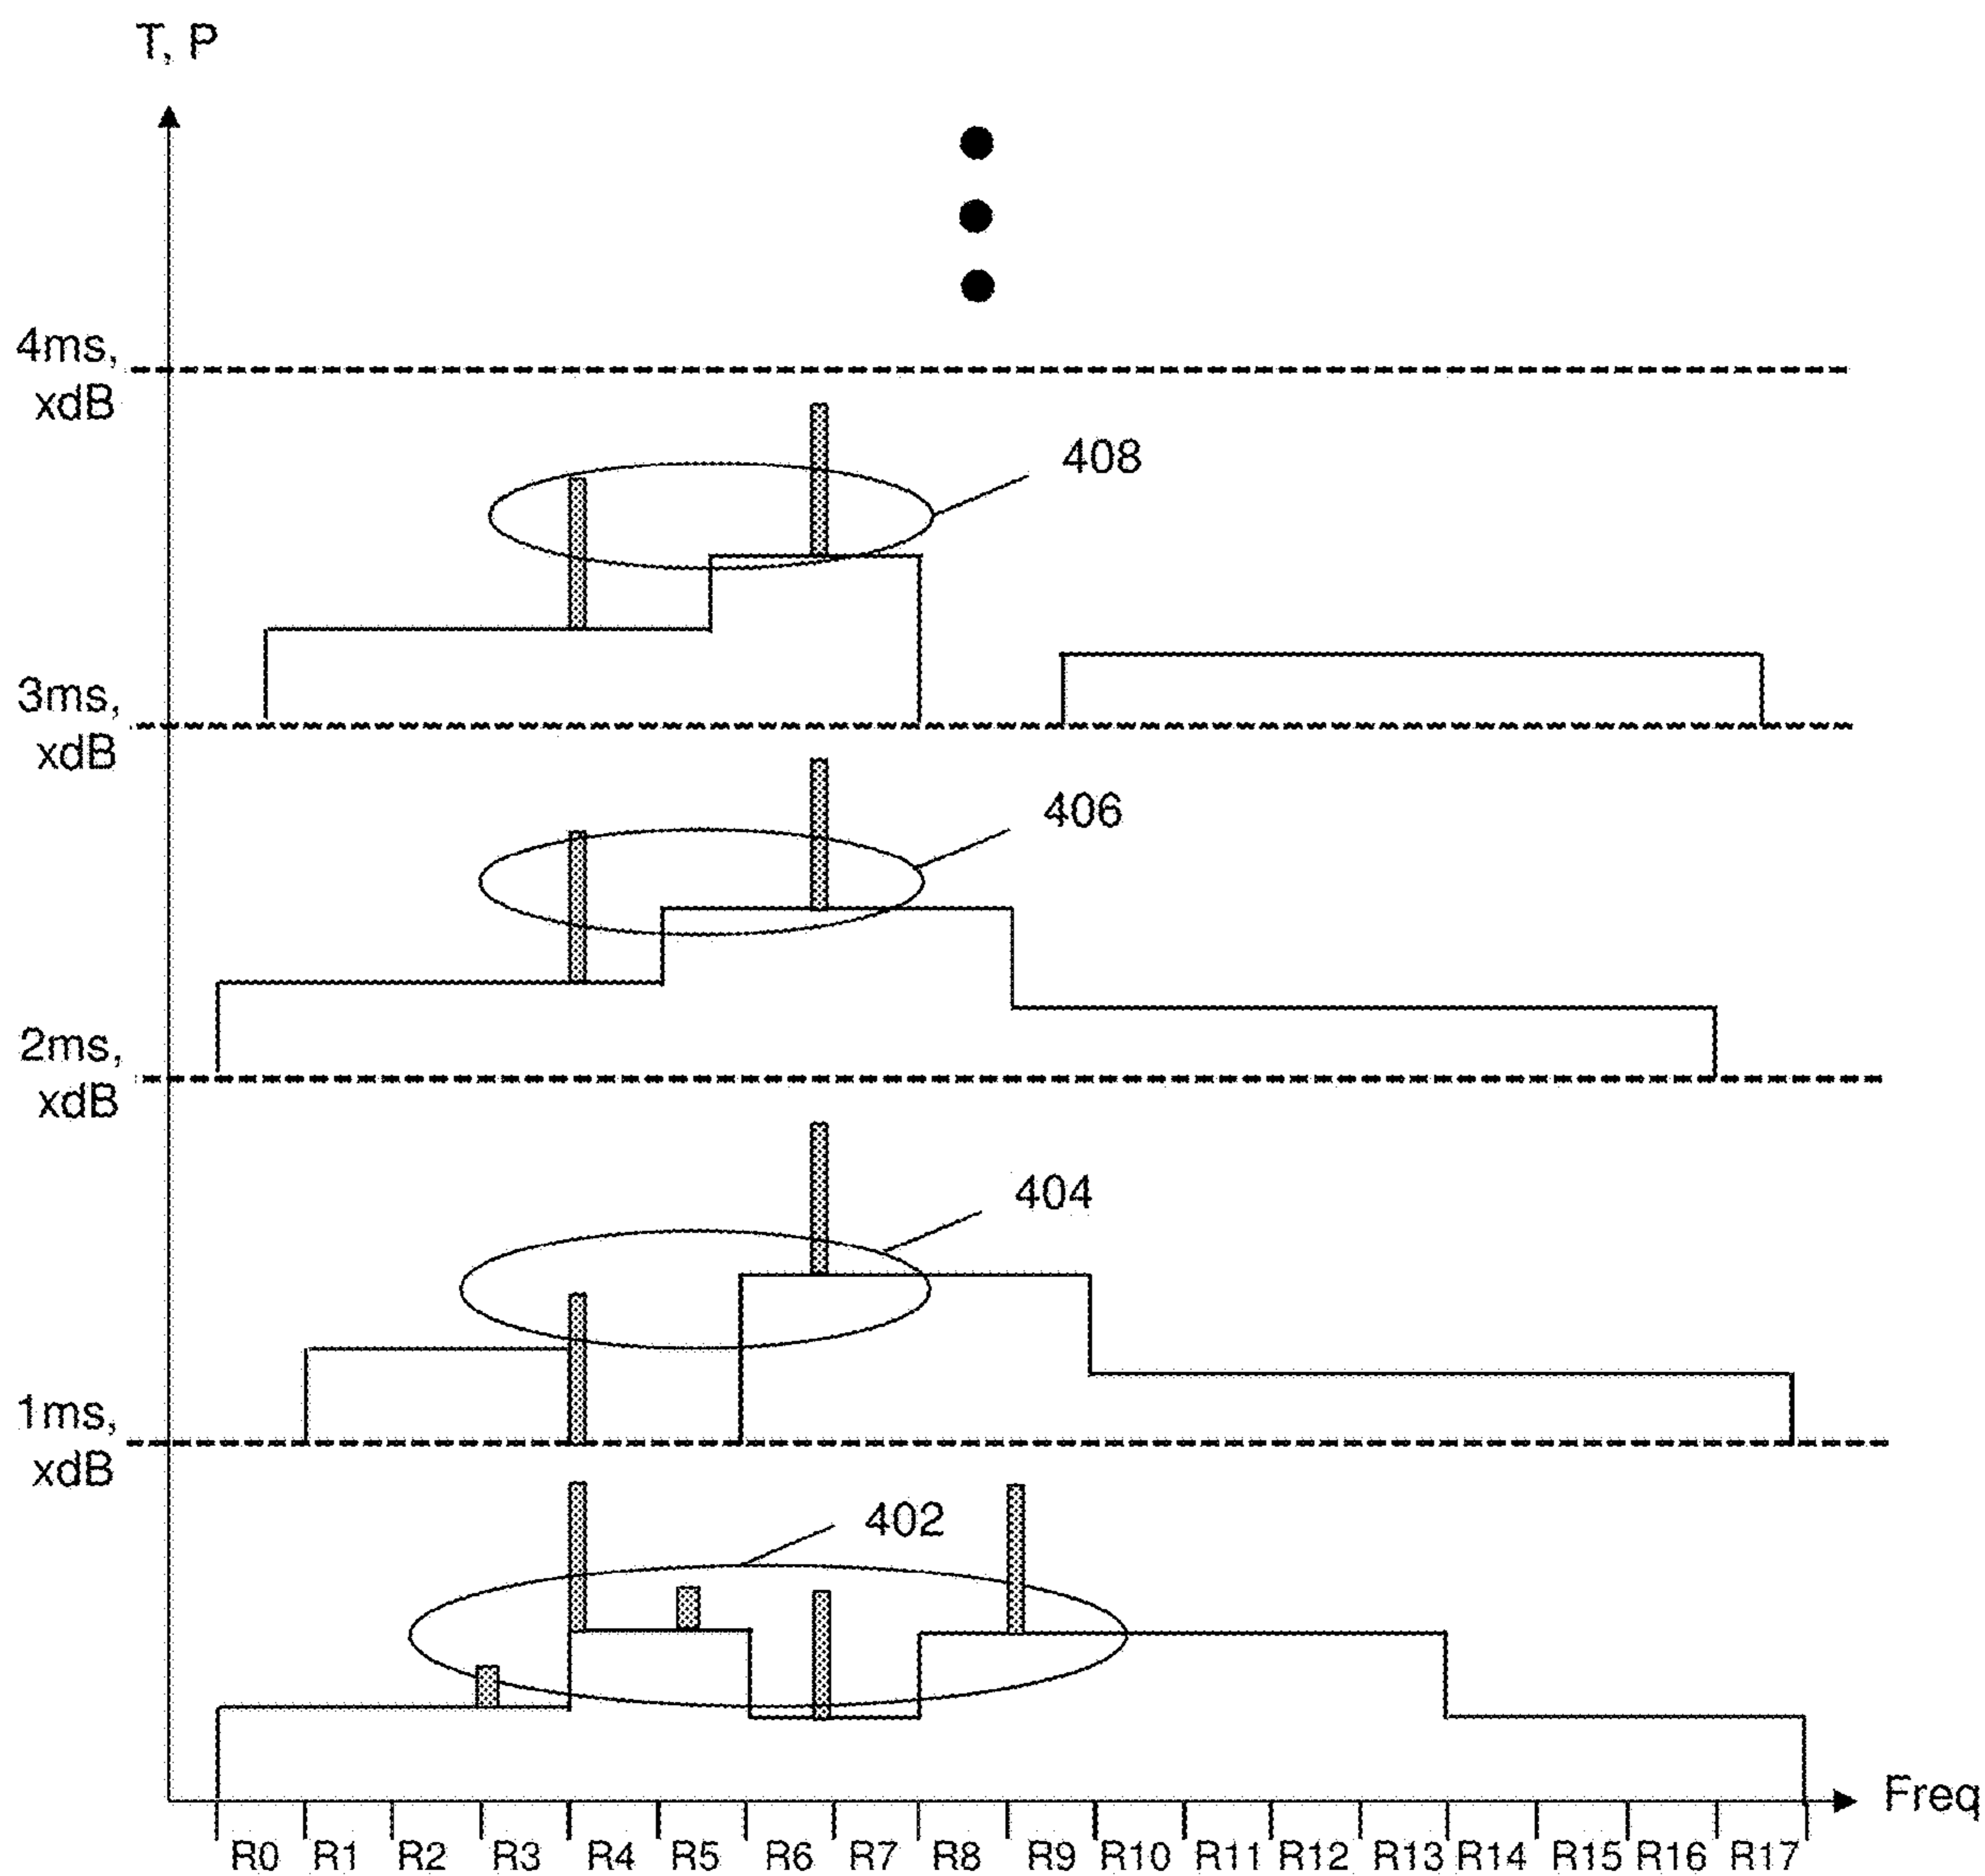 T, P
4ms,
xdB
408
3ms,
xdB
406
2ms,
xdB
404
1ms,
xdB
402
Freq
R0 R1 R2 R3 R4 R5 R6 R7 R8 R9 R10 R11 R12 R13 R14 R15 R16 R17